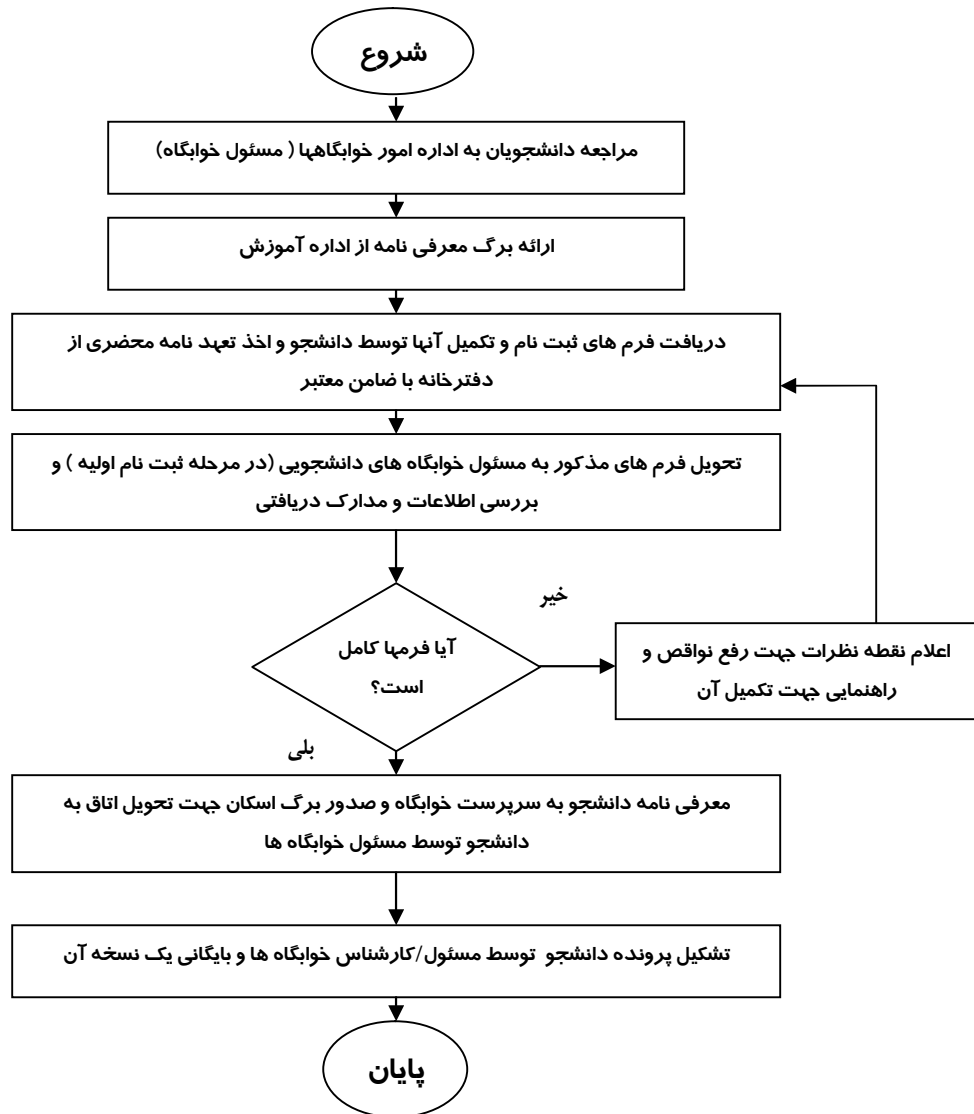 شروع
مراجعه دانشجویان به اداره امور خوابگاهها ( مسئول خوابگاه)
ارائه برگ معرفی نامه از اداره آموزش
دریافت فرم های ثبت نام و تکمیل آنها توسط دانشجو و اخذ تعهد نامه محضری از
دفترخانه با ضامن معتبر
تحویل فرم های مذکور به مسئول خوابگاه های دانشجویی (در مرحله ثبت نام اولیه ) و
بررسی اطلاعات و مدارک دریافتی
آیا فرمها کامل
است؟
خیر
اعلام نقطه نظرات جهت رفع نواقص و
راهنمایی جهت تکمیل آن
بلی
معرفی نامه دانشجو به سرپرست خوابگاه و صدور برگ اسکان جهت تحویل اتاق به
دانشجو توسط مسئول خوابگاه ها
تشکیل پرونده دانشجو توسط مسئول/کارشناس خوابگاه ها و بایگانی یک نسخه آن
پایان